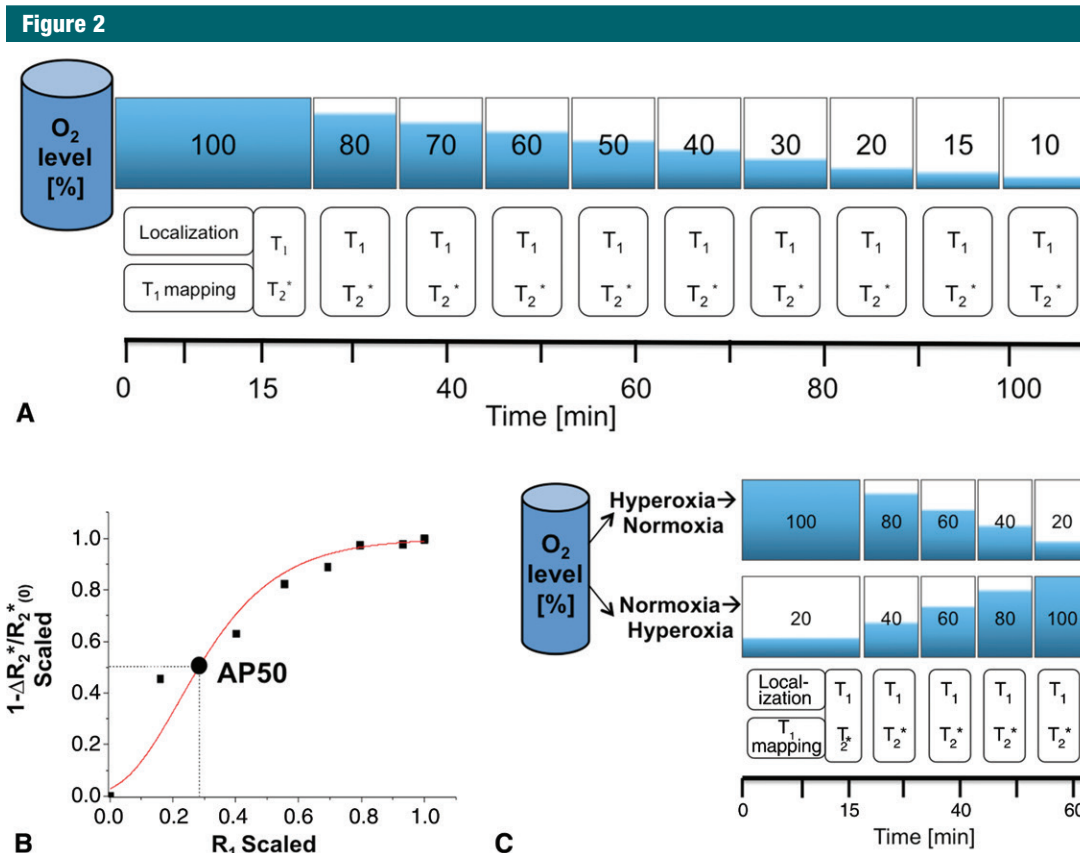 Figure 2
O₂
level
[%]
100 80 70 60 50 40 30 20 15 10
Localization
T₁ mapping
T₁ T₁ T₁ T₁ T₁ T₁ T₁ T₁ T₁ T₁
T₂* T₂* T₂* T₂* T₂* T₂* T₂* T₂* T₂* T₂*
0 15 40 60 80 100
Time [min]
A
1-ΔR₂*/R₂*₍₀₎
Scaled
1.0
0.8
0.6
0.4
0.2
0.0
AP50
0.0 0.2 0.4 0.6 0.8 1.0
R₁ Scaled
B
O₂
level
[%]
Hyperoxia→
Normoxia
100 80 60 40 20
Normoxia→
Hyperoxia
20 40 60 80 100
Local-
ization
T₁
mapping
T₁ T₁ T₁ T₁ T₁
T₂* T₂* T₂* T₂* T₂*
0 15 40 60
Time [min]
C